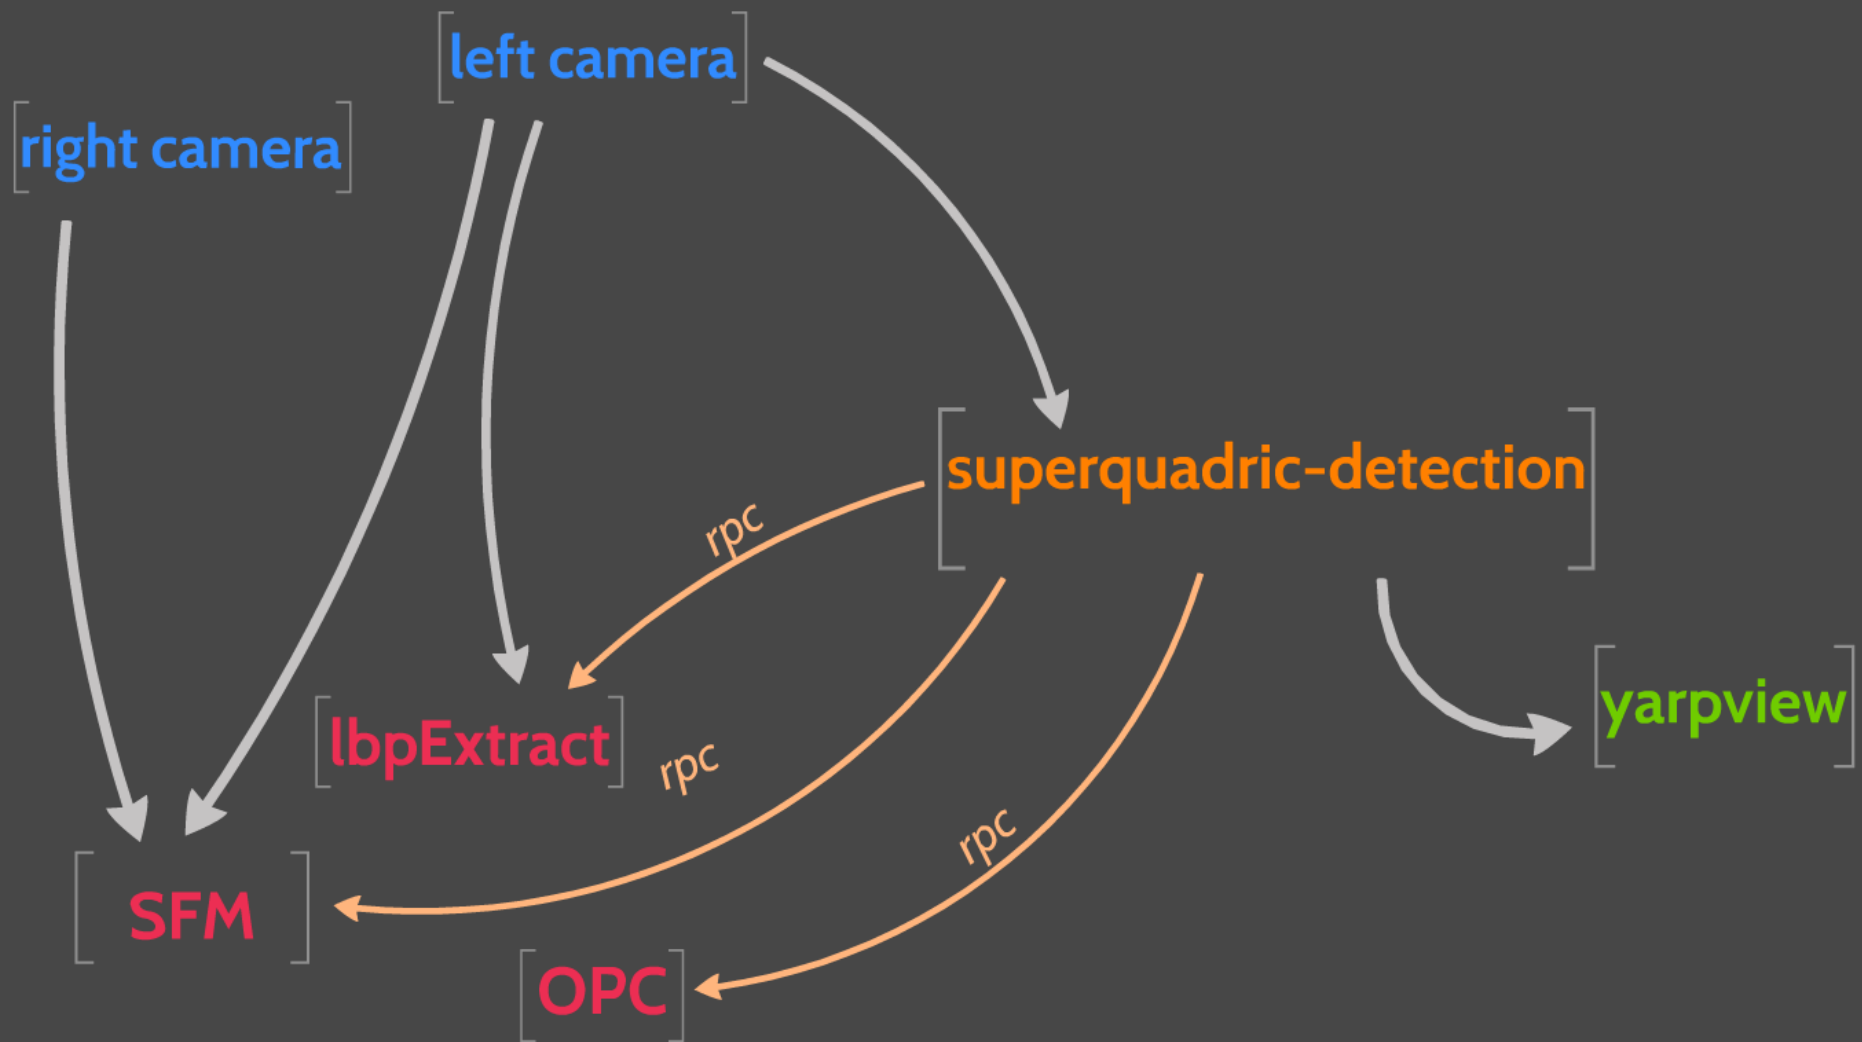 left camera
right camera
superquadric-detection
rpc
yarpview
lbpExtract
rpc
rpc
SFM
OPC